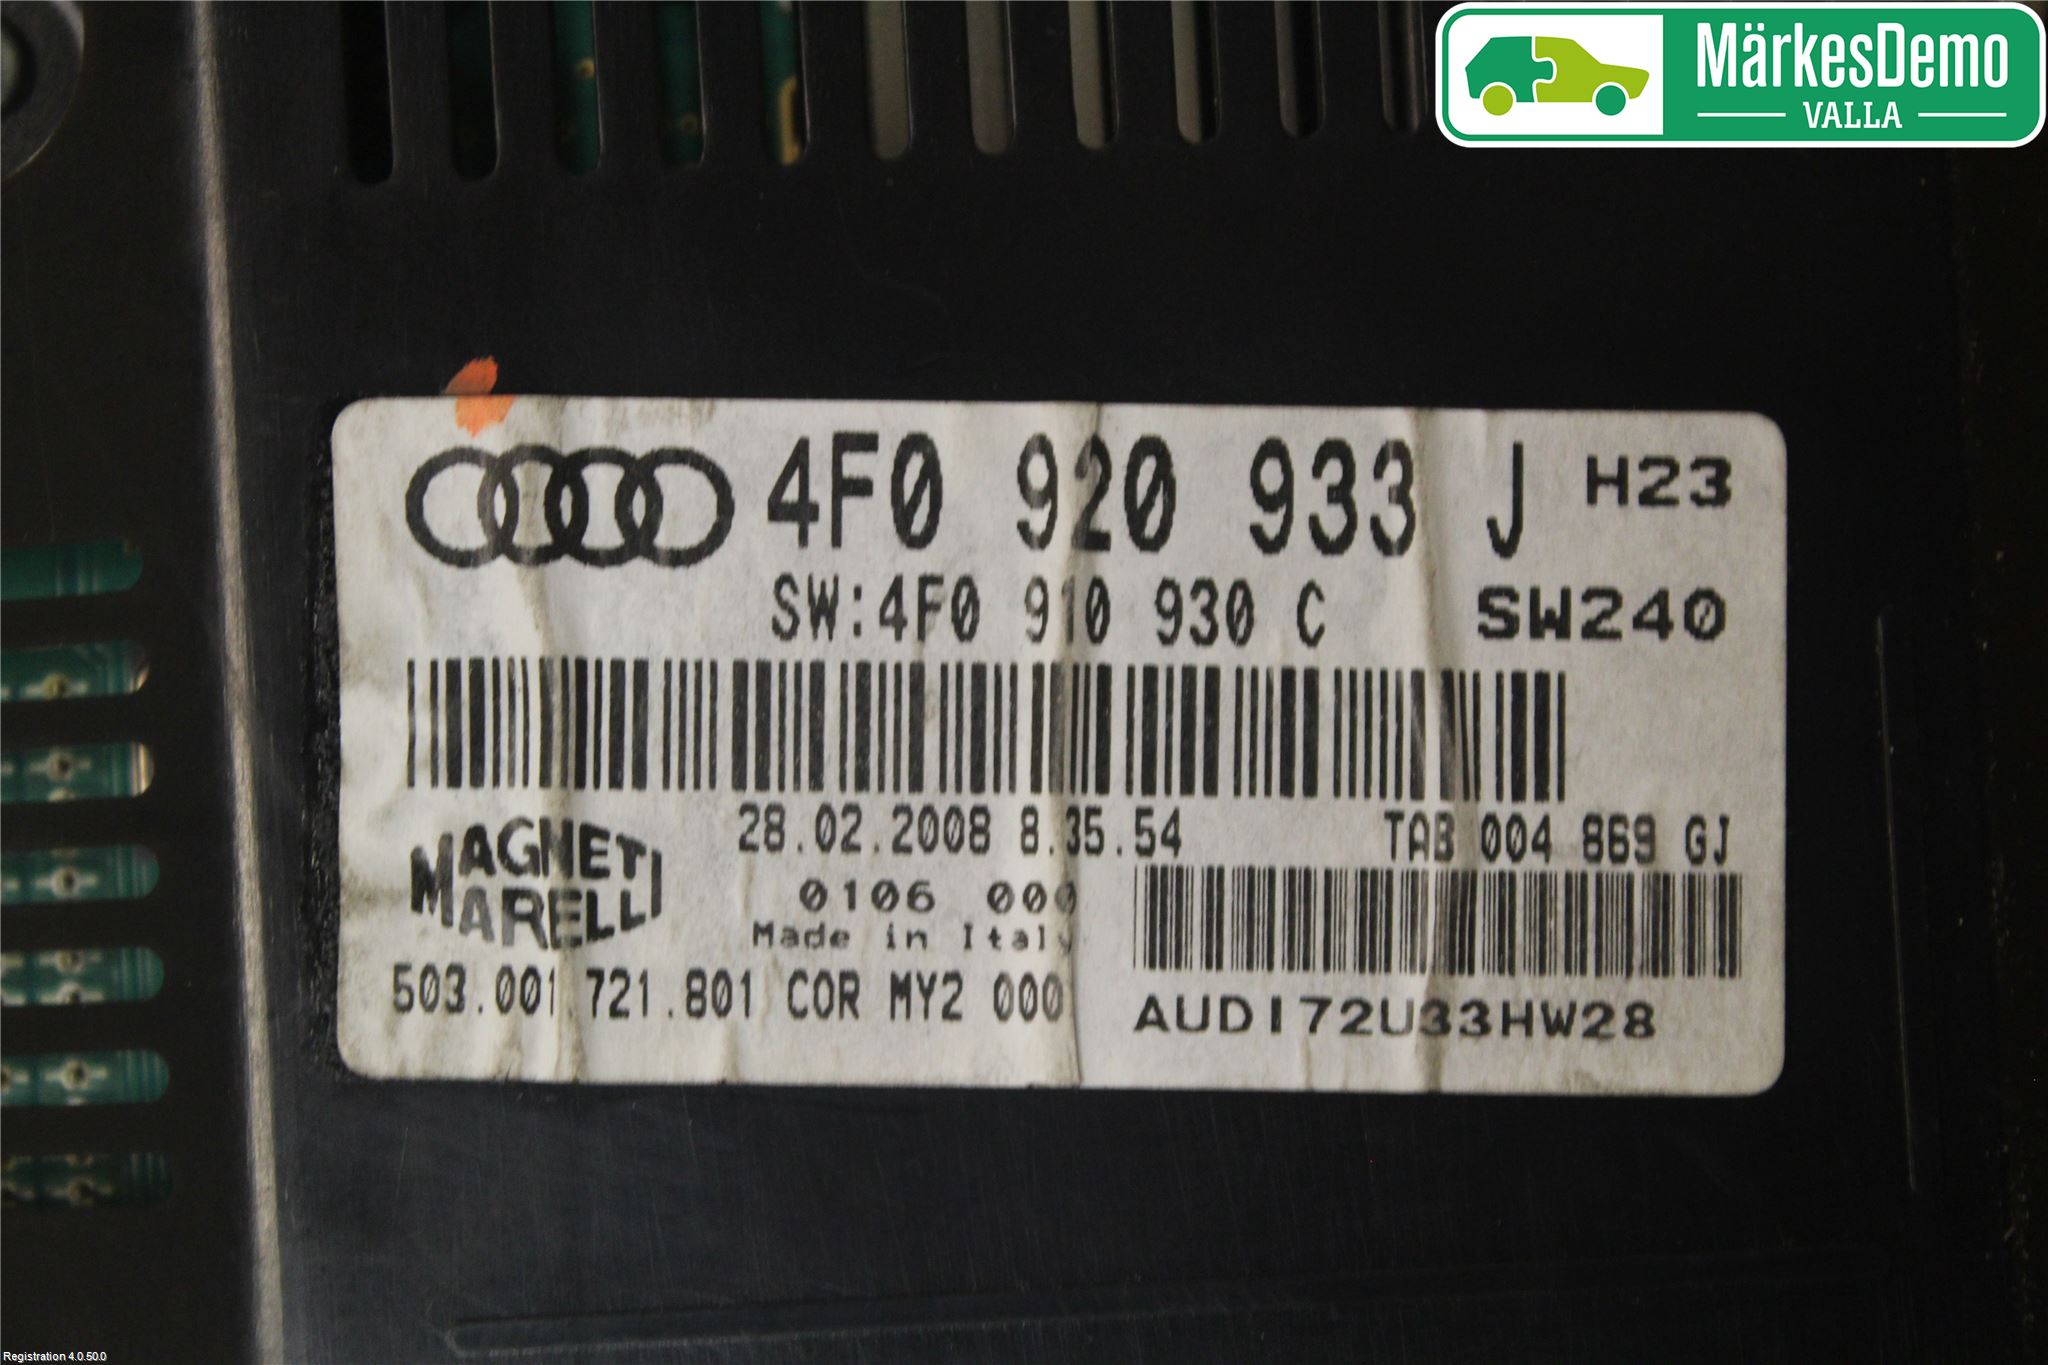 MärkesDemo
VALLA
4F0 920 933 J H23
SW:4F0 910 930 C SW240
28.02.2008 8.35.54 TAB 004 869 GJ
MAGNETI
MARELLI
0106 000
Made in Italy
503.001.721.801 COR MY2 000
AUDI72U33HW28
Registration 4.0.50.0